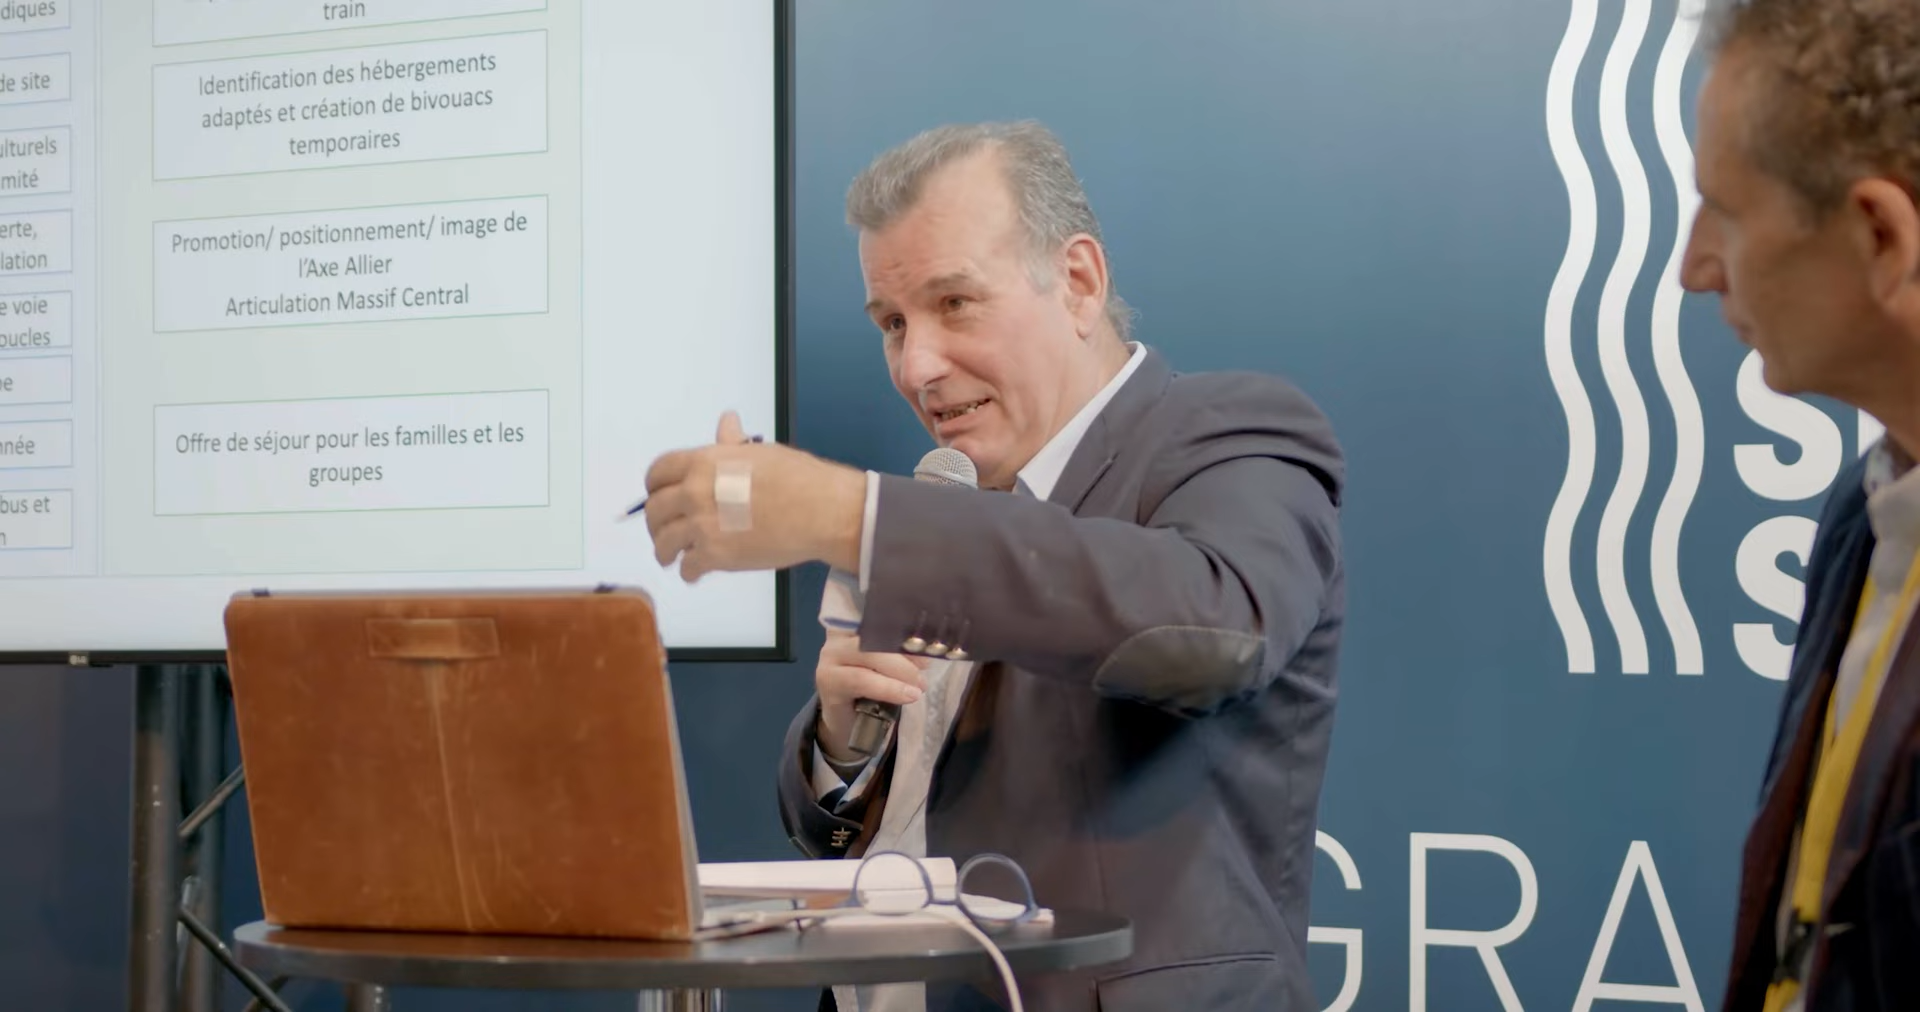 diques
de site
ulturels
mité
erte,
lation
e voie
oucles
ne
nnée
bus et
train
Identification des hébergements
adaptés et création de bivouacs
temporaires
Promotion/ positionnement/ image de
l'Axe Allier
Articulation Massif Central
Offre de séjour pour les familles et les
groupes
S
S
GRA